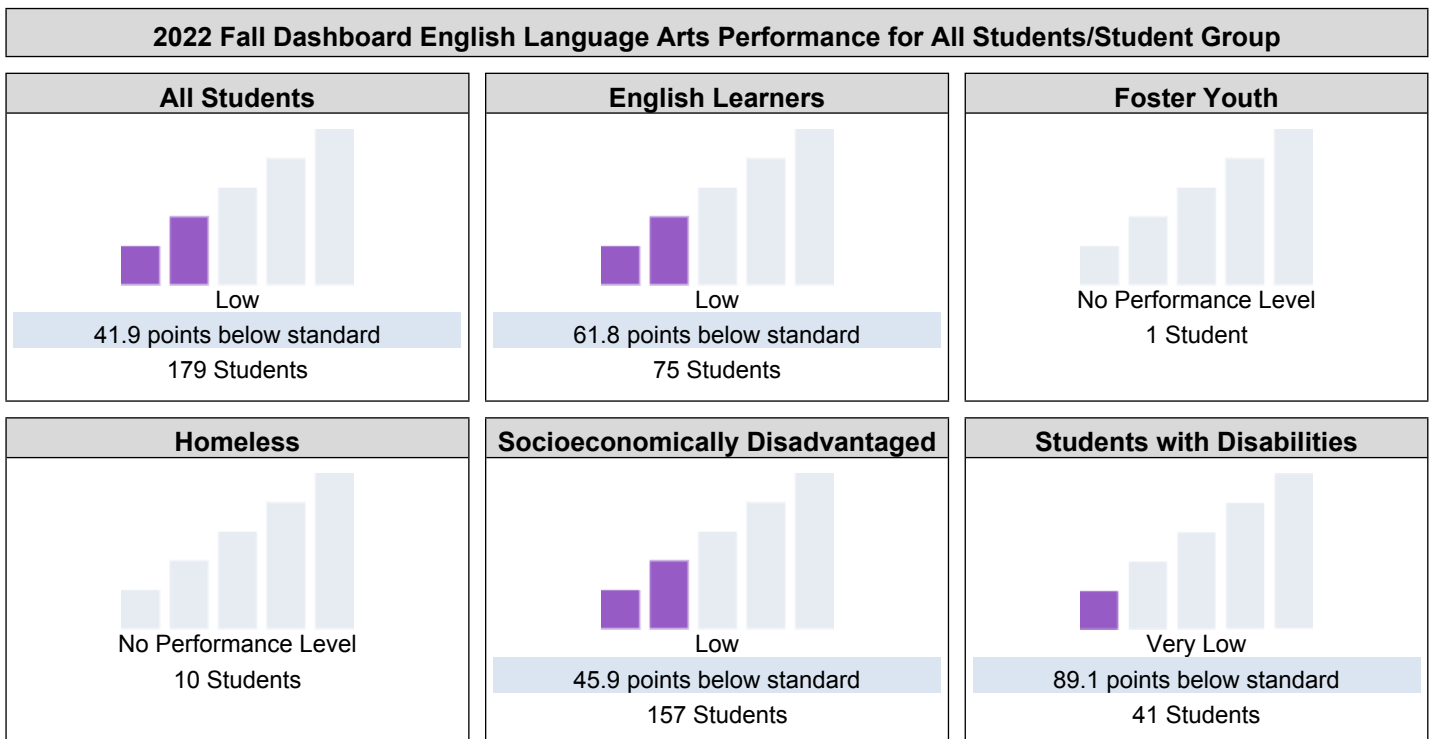 2022 Fall Dashboard English Language Arts Performance for All Students/Student Group
All Students
Low
41.9 points below standard
179 Students
English Learners
Low
61.8 points below standard
75 Students
Foster Youth
No Performance Level
1 Student
Homeless
No Performance Level
10 Students
Socioeconomically Disadvantaged
Low
45.9 points below standard
157 Students
Students with Disabilities
Very Low
89.1 points below standard
41 Students